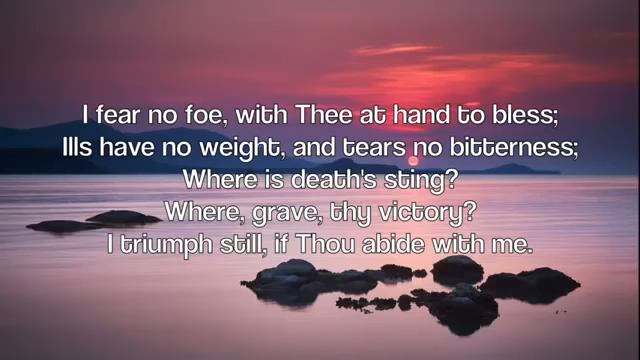 I fear no foe, with Thee at hand to bless;
Ills have no weight, and tears no bitterness;
Where is death's sting?
Where, grave, thy victory?
I triumph still, if Thou abide with me.